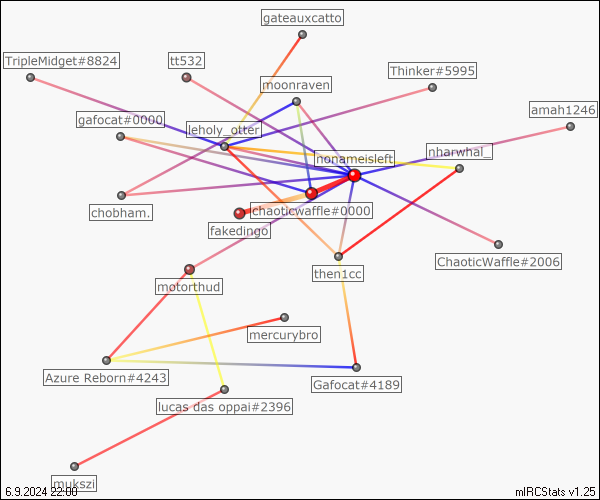 gateauxcatto
TripleMidget#8824
tt532
Thinker#5995
moonraven
amah1246
gafocat#0000
leholy_otter
nharwhal_
nonameisleft
chobham.
chaoticwaffle#0000
fakedingo
ChaoticWaffle#2006
then1cc
motorthud
mercurybro
Azure Reborn#4243
Gafocat#4189
lucas das oppai#2396
mukszi
6.9.2024 22:00
mIRCStats v1.25